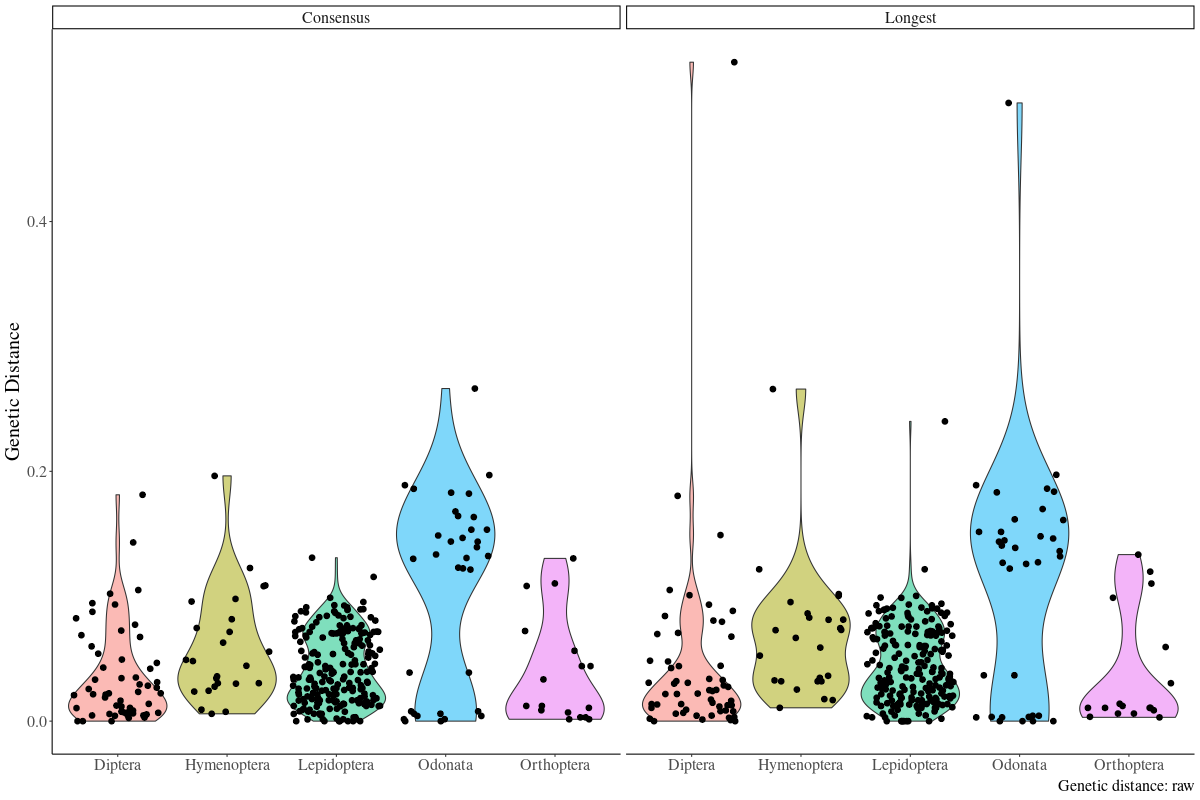 Consensus Longest
Genetic Distance
0.4
0.2
0.0
Diptera Hymenoptera Lepidoptera Odonata Orthoptera Diptera Hymenoptera Lepidoptera Odonata Orthoptera
Genetic distance: raw